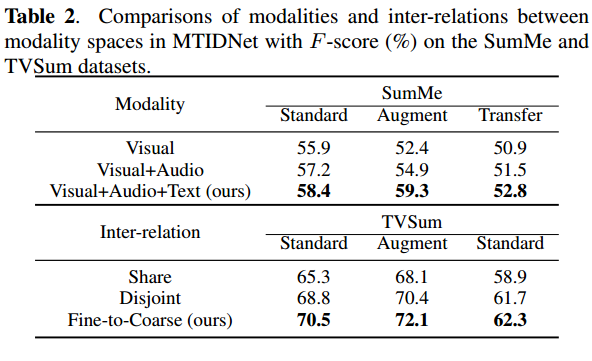 Table 2. Comparisons of modalities and inter-relations between
modality spaces in MTIDNet with F-score (%) on the SumMe and
TVSum datasets.
Modality SumMe
Standard Augment Transfer
Visual 55.9 52.4 50.9
Visual+Audio 57.2 54.9 51.5
Visual+Audio+Text (ours) 58.4 59.3 52.8
Inter-relation TVSum
Standard Augment Standard
Share 65.3 68.1 58.9
Disjoint 68.8 70.4 61.7
Fine-to-Coarse (ours) 70.5 72.1 62.3